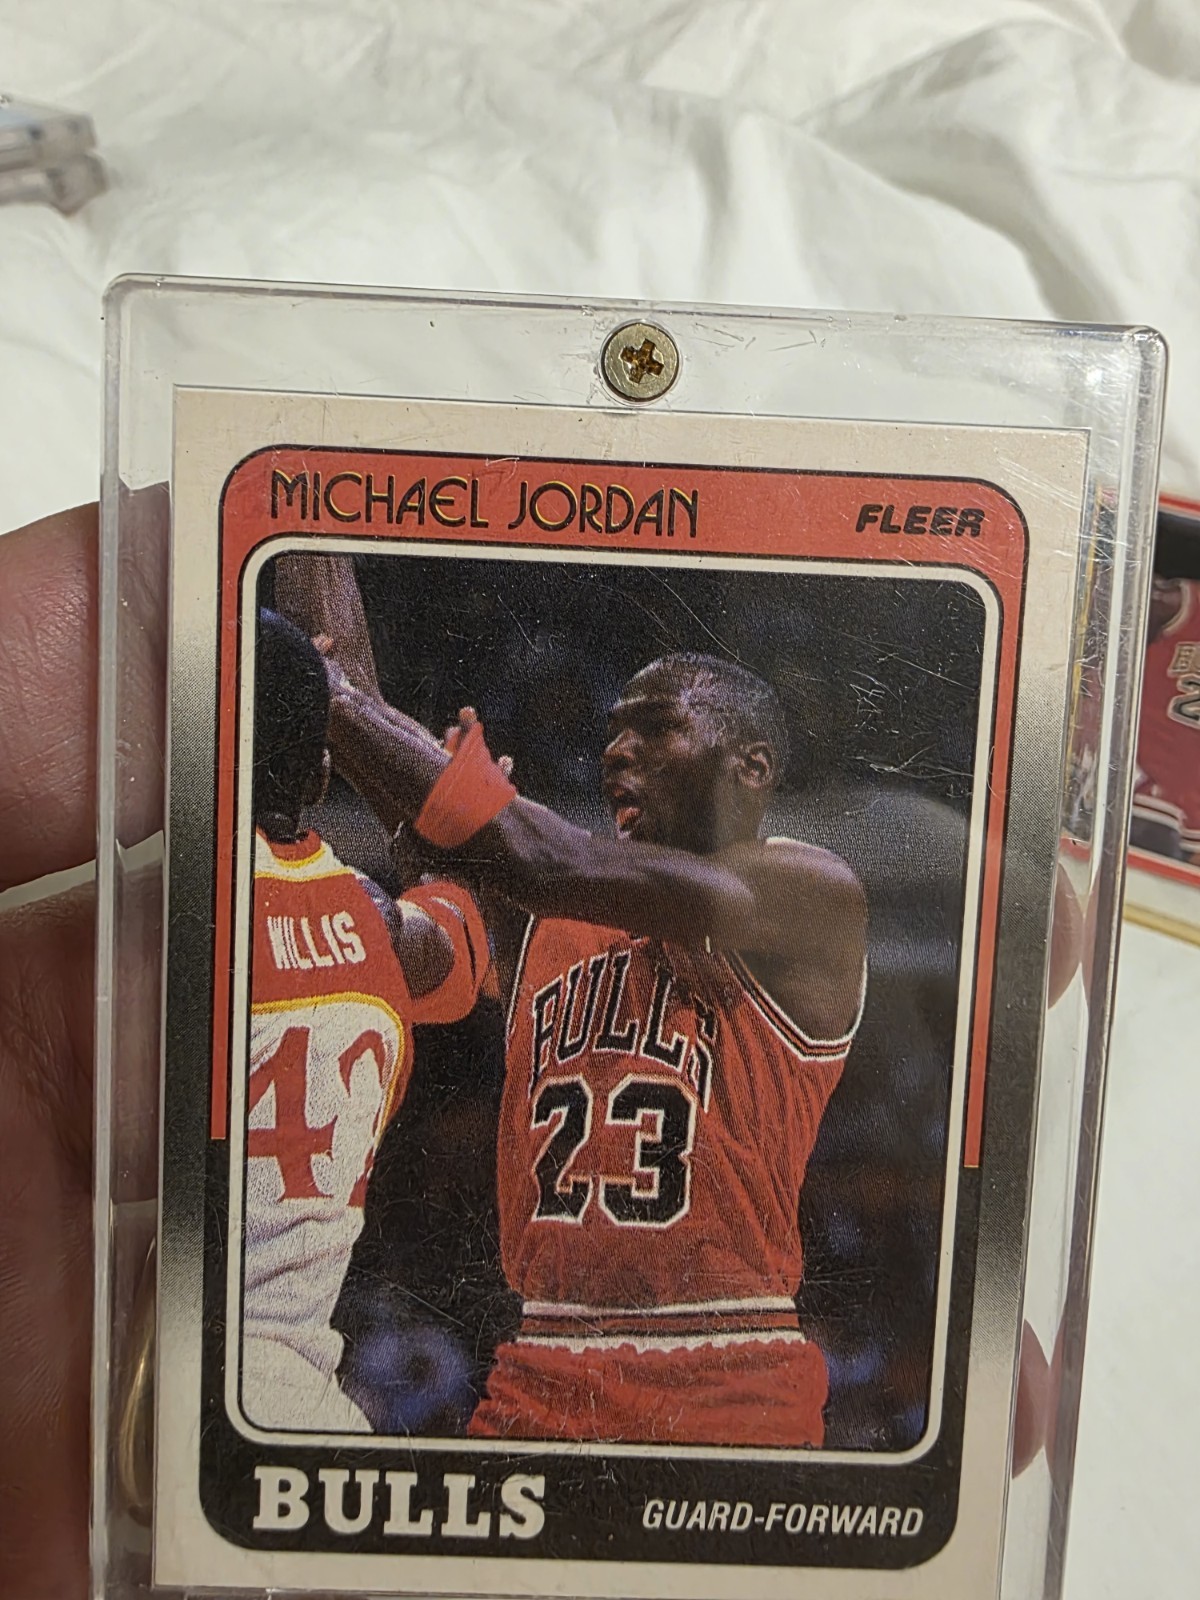 MICHAEL JORDAN FLEER
WILLIS
42
BULLS
23
BULLS GUARD-FORWARD